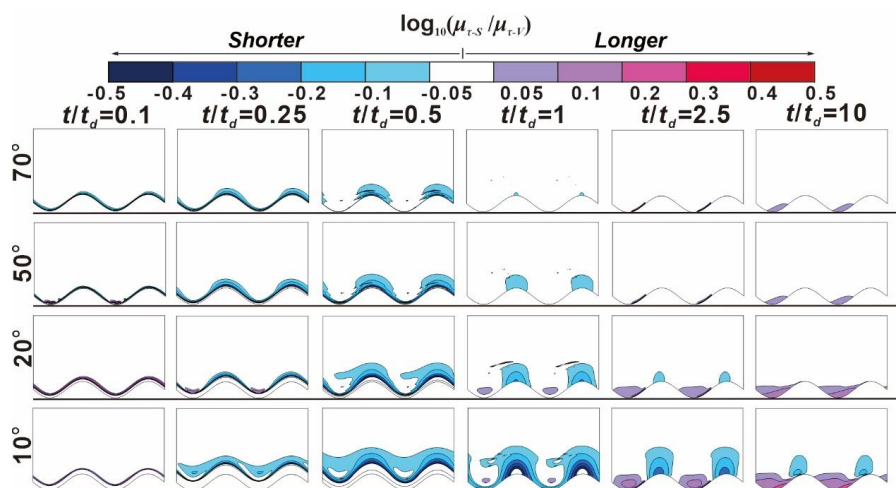 log₁₀(μτ-S /μτ-V)
Shorter Longer
-0.5 -0.4 -0.3 -0.2 -0.1 -0.05 0.05 0.1 0.2 0.4 0.5
t/td=0.1 t/td=0.25 t/td=0.5 t/td=1 t/td=2.5 t/td=10
70°
50°
20°
10°